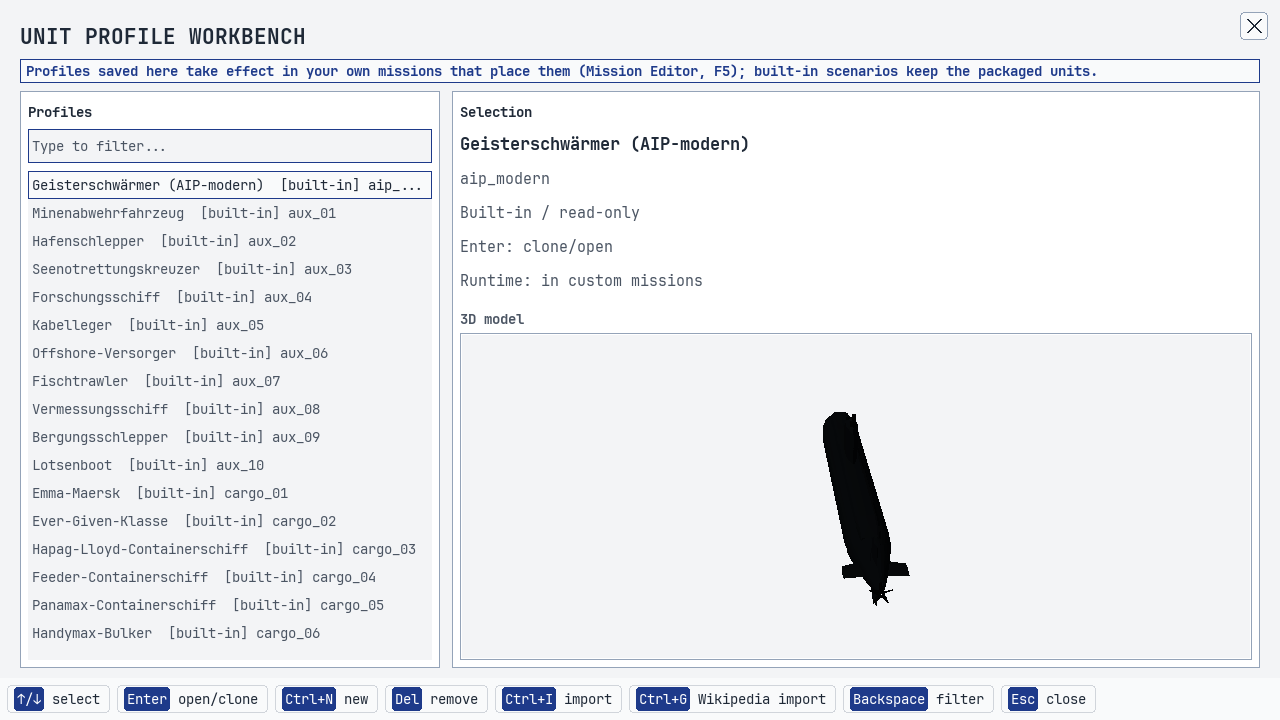 UNIT PROFILE WORKBENCH
Profiles saved here take effect in your own missions that place them (Mission Editor, F5); built-in scenarios keep the packaged units.
Profiles
Type to filter...
Geisterschwärmer (AIP-modern)  [built-in] aip_...
Minenabwehrfahrzeug  [built-in] aux_01
Hafenschlepper  [built-in] aux_02
Seenotrettungskreuzer  [built-in] aux_03
Forschungsschiff  [built-in] aux_04
Kabelleger  [built-in] aux_05
Offshore-Versorger  [built-in] aux_06
Fischtrawler  [built-in] aux_07
Vermessungsschiff  [built-in] aux_08
Bergungsschlepper  [built-in] aux_09
Lotsenboot  [built-in] aux_10
Emma-Maersk  [built-in] cargo_01
Ever-Given-Klasse  [built-in] cargo_02
Hapag-Lloyd-Containerschiff  [built-in] cargo_03
Feeder-Containerschiff  [built-in] cargo_04
Panamax-Containerschiff  [built-in] cargo_05
Handymax-Bulker  [built-in] cargo_06
Selection
Geisterschwärmer (AIP-modern)
aip_modern
Built-in / read-only
Enter: clone/open
Runtime: in custom missions
3D model
↑/↓ select Enter open/clone Ctrl+N new Del remove Ctrl+I import Ctrl+G Wikipedia import Backspace filter Esc close